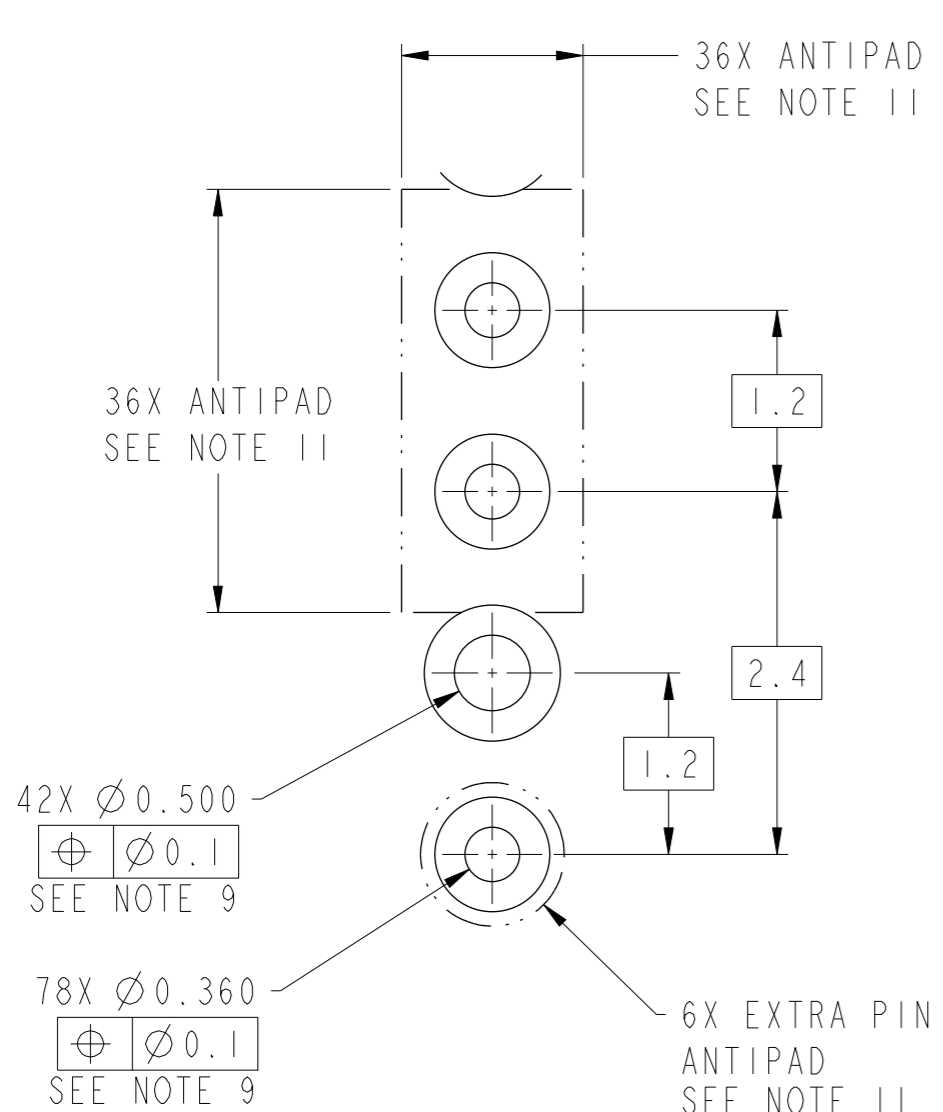 36X ANTIPAD
SEE NOTE 11
36X ANTIPAD
SEE NOTE 11
1.2
2.4
1.2
42X ∅0.500
⌖ ∅0.1
SEE NOTE 9
78X ∅0.360
⌖ ∅0.1
SEE NOTE 9
6X EXTRA PIN
ANTIPAD
SEE NOTE 11